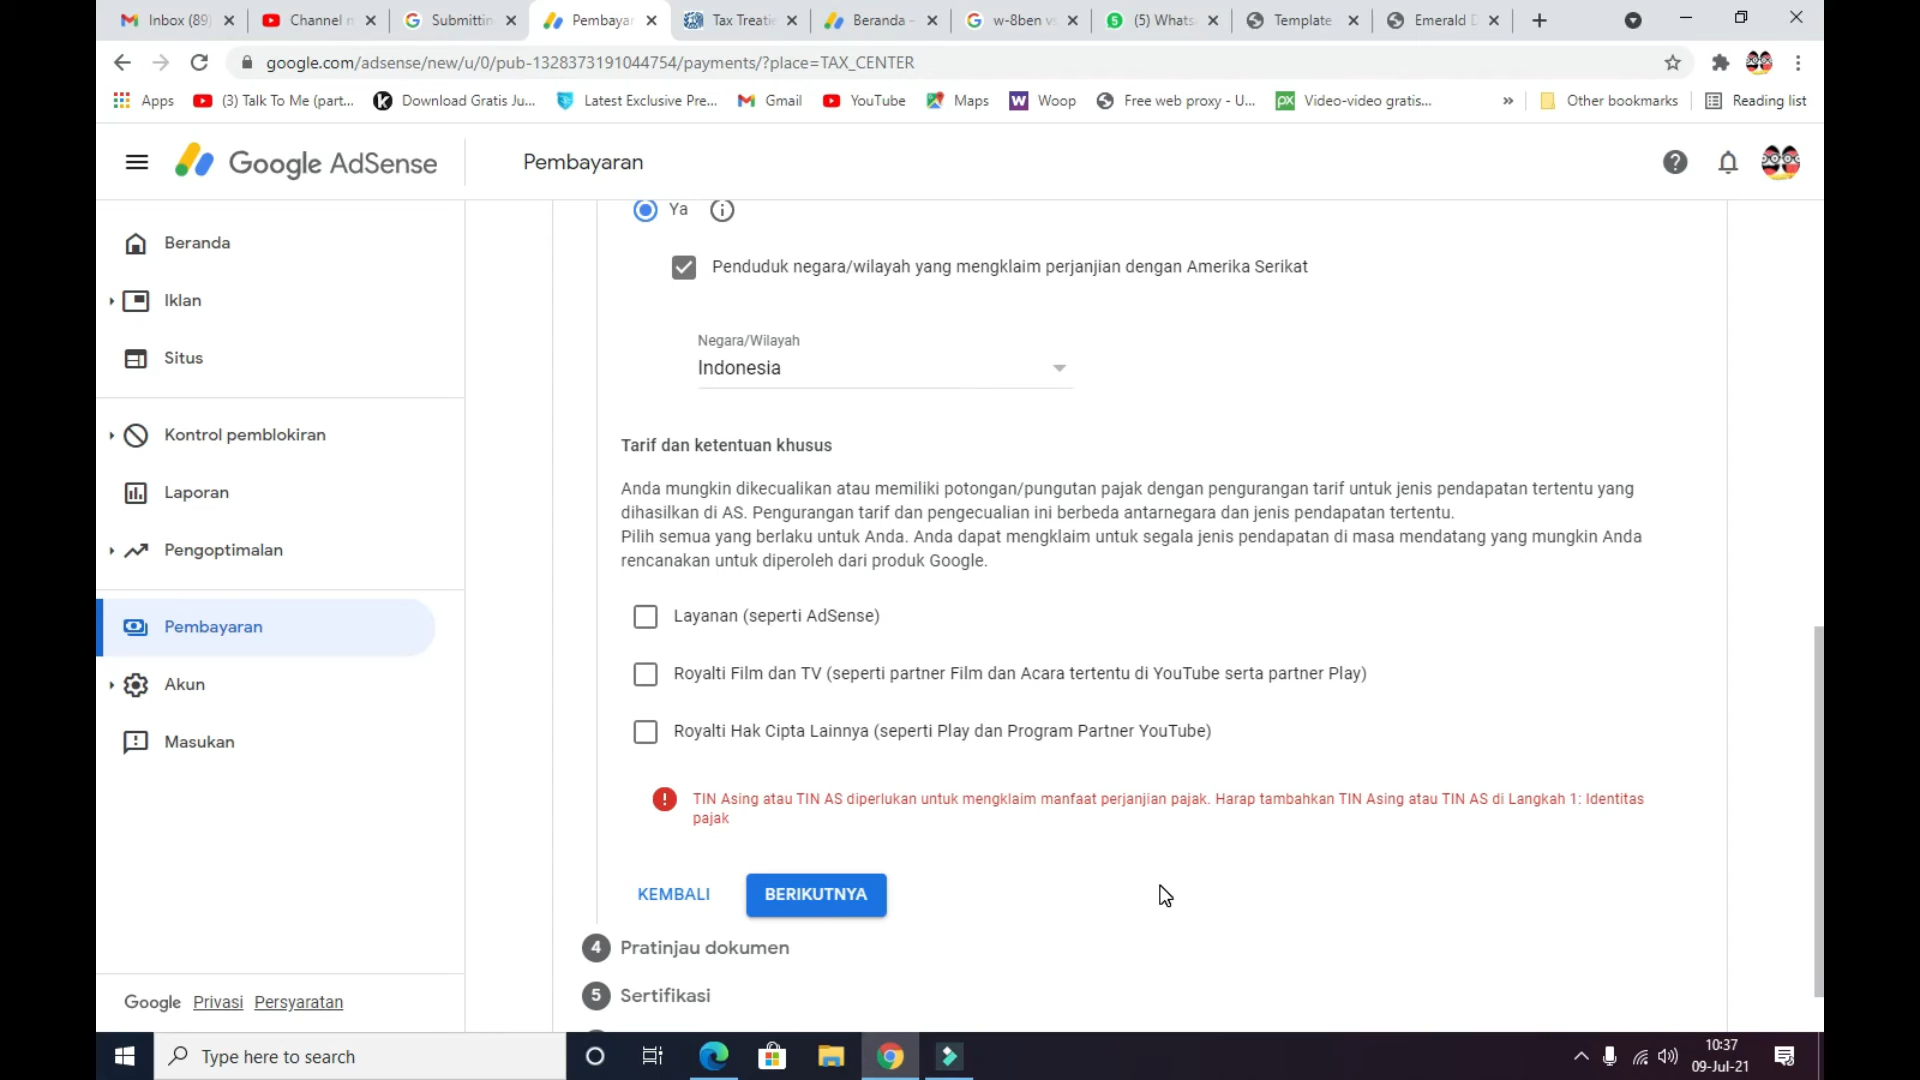 Inbox (89)
Channel
Submittin
Pembayar
Tax Treati
Beranda -
w-8ben vs
(5) Whats
Template
Emerald D
google.com/adsense/new/u/0/pub-1328373191044754/payments/?place=TAX_CENTER
Apps
(3) Talk To Me (part...
Download Gratis Ju...
Latest Exclusive Pre...
Gmail
YouTube
Maps
Woop
Free web proxy - U...
Video-video gratis...
»
Other bookmarks
Reading list
Google AdSense
Pembayaran
Beranda
Iklan
Situs
Kontrol pemblokiran
Laporan
Pengoptimalan
Pembayaran
Akun
Masukan
Google Privasi Persyaratan
Ya
Penduduk negara/wilayah yang mengklaim perjanjian dengan Amerika Serikat
Negara/Wilayah
Indonesia
Tarif dan ketentuan khusus
Anda mungkin dikecualikan atau memiliki potongan/pungutan pajak dengan pengurangan tarif untuk jenis pendapatan tertentu yang
dihasilkan di AS. Pengurangan tarif dan pengecualian ini berbeda antarnegara dan jenis pendapatan tertentu.
Pilih semua yang berlaku untuk Anda. Anda dapat mengklaim untuk segala jenis pendapatan di masa mendatang yang mungkin Anda
rencanakan untuk diperoleh dari produk Google.
Layanan (seperti AdSense)
Royalti Film dan TV (seperti partner Film dan Acara tertentu di YouTube serta partner Play)
Royalti Hak Cipta Lainnya (seperti Play dan Program Partner YouTube)
TIN Asing atau TIN AS diperlukan untuk mengklaim manfaat perjanjian pajak. Harap tambahkan TIN Asing atau TIN AS di Langkah 1: Identitas
pajak
KEMBALI
BERIKUTNYA
4 Pratinjau dokumen
5 Sertifikasi
Type here to search
10:37
09-Jul-21